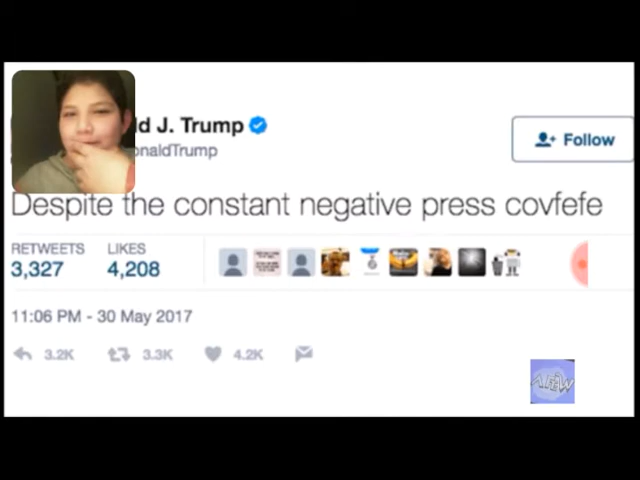 ld J. Trump
onaldTrump
Follow
Despite the constant negative press covfefe
RETWEETS LIKES
3,327 4,208
11:06 PM - 30 May 2017
3.2K 3.3K 4.2K